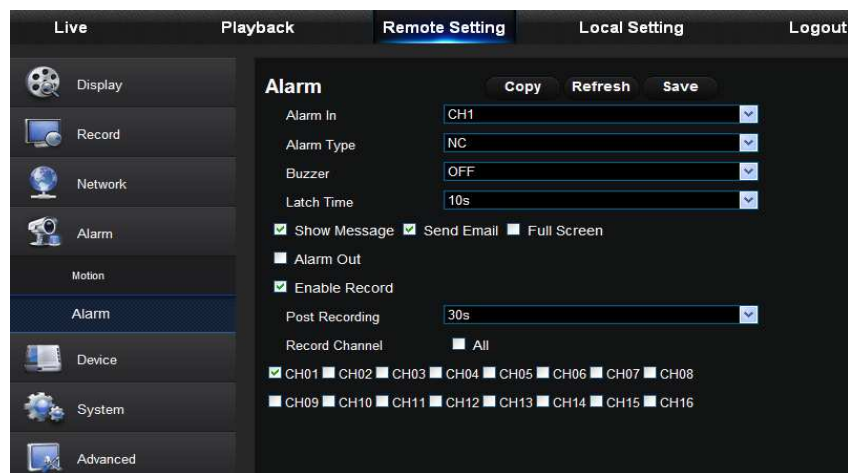 Live Playback Remote Setting Local Setting Logout
Display
Record
Network
Alarm
Motion
Alarm
Device
System
Advanced
Alarm Copy Refresh Save
Alarm In CH1
Alarm Type NC
Buzzer OFF
Latch Time 10s
Show Message Send Email Full Screen
Alarm Out
Enable Record
Post Recording 30s
Record Channel All
CH01 CH02 CH03 CH04 CH05 CH06 CH07 CH08
CH09 CH10 CH11 CH12 CH13 CH14 CH15 CH16